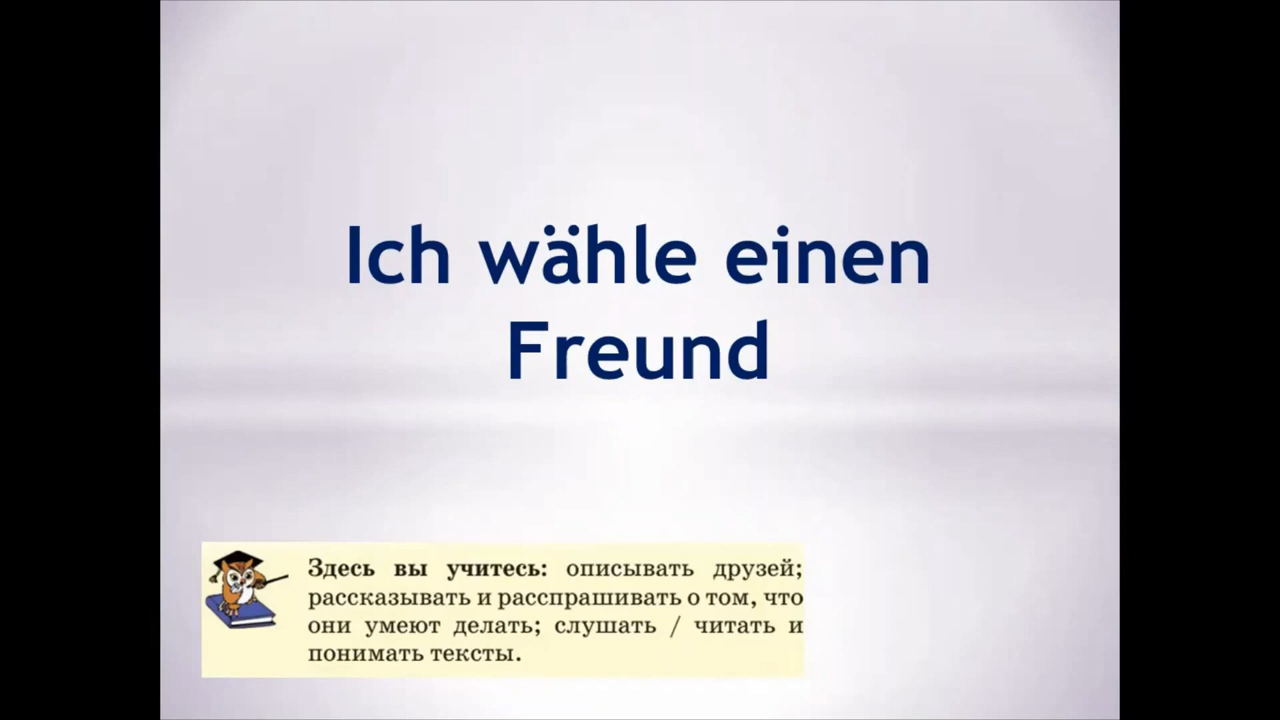 Ich wähle einen
Freund
Здесь вы учитесь: описывать друзей;
рассказывать и расспрашивать о том, что
они умеют делать; слушать / читать и
понимать тексты.